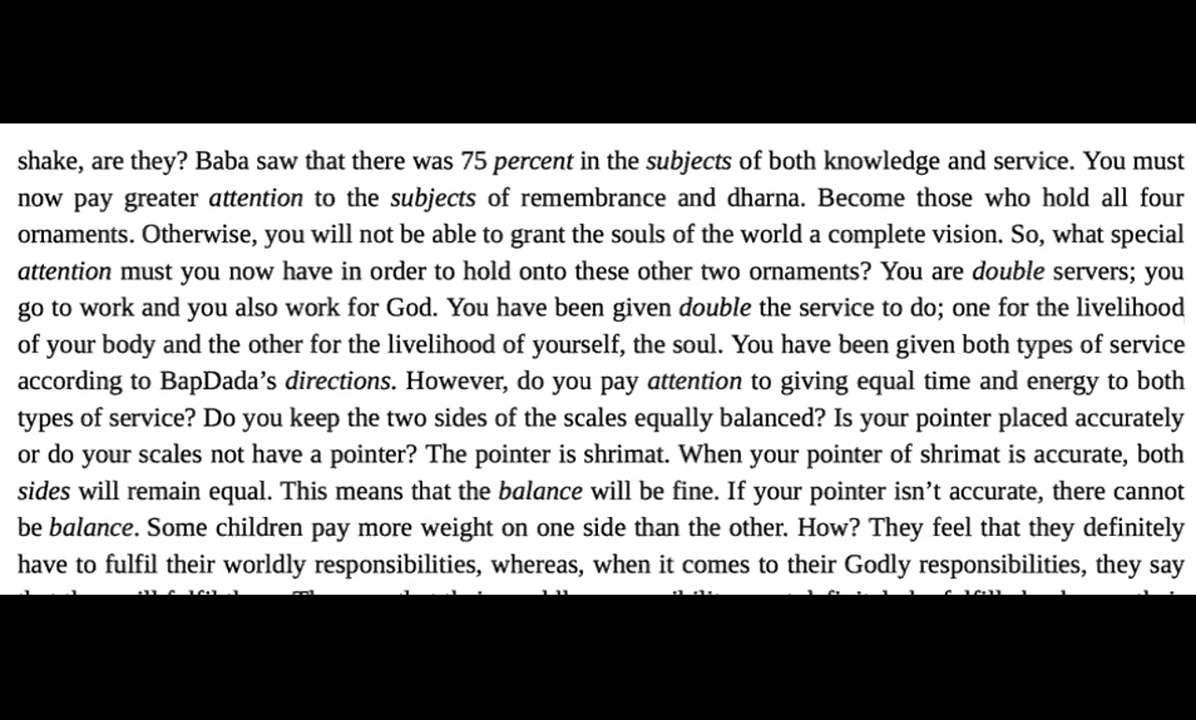 shake, are they? Baba saw that there was 75 percent in the subjects of both knowledge and service. You must
now pay greater attention to the subjects of remembrance and dharna. Become those who hold all four
ornaments. Otherwise, you will not be able to grant the souls of the world a complete vision. So, what special
attention must you now have in order to hold onto these other two ornaments? You are double servers; you
go to work and you also work for God. You have been given double the service to do; one for the livelihood
of your body and the other for the livelihood of yourself, the soul. You have been given both types of service
according to BapDada’s directions. However, do you pay attention to giving equal time and energy to both
types of service? Do you keep the two sides of the scales equally balanced? Is your pointer placed accurately
or do your scales not have a pointer? The pointer is shrimat. When your pointer of shrimat is accurate, both
sides will remain equal. This means that the balance will be fine. If your pointer isn’t accurate, there cannot
be balance. Some children pay more weight on one side than the other. How? They feel that they definitely
have to fulfil their worldly responsibilities, whereas, when it comes to their Godly responsibilities, they say